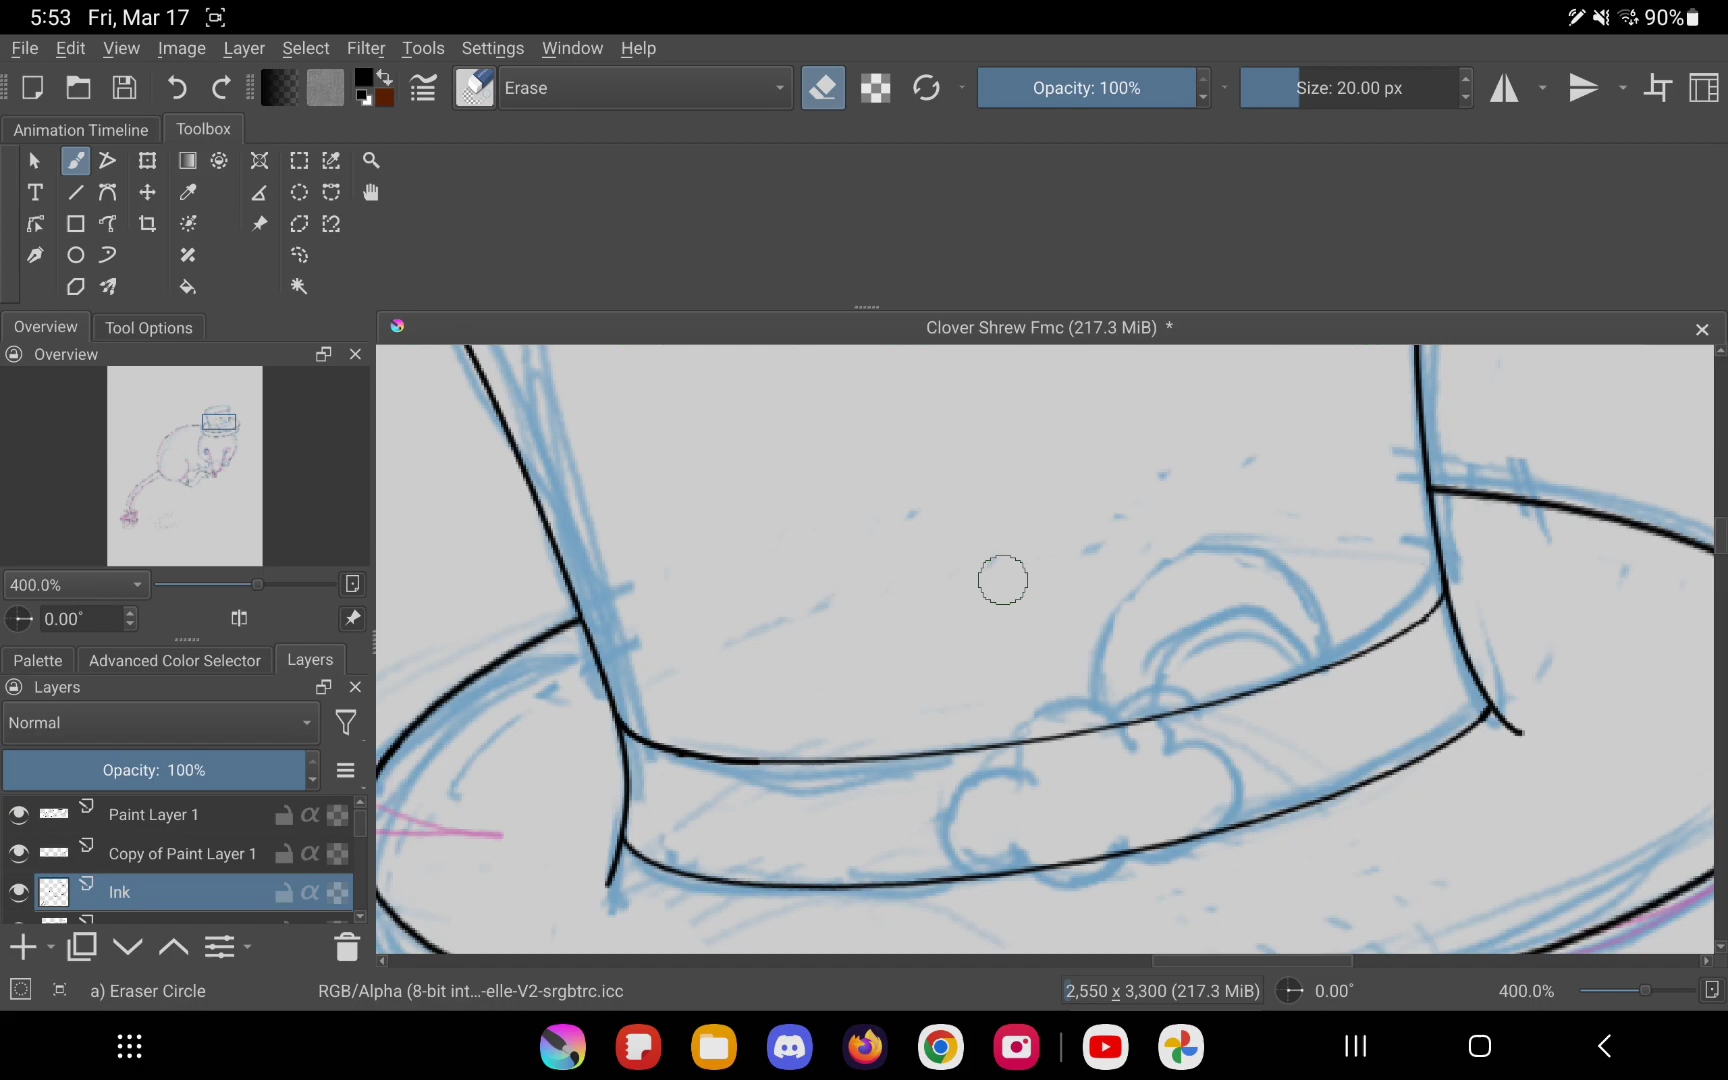 5:53 Fri, Mar 17 90%
File Edit View Image Layer Select Filter Tools Settings Window Help
Erase Opacity: 100% Size: 20.00 px
Animation Timeline Toolbox
Overview Tool Options
Clover Shrew Fmc (217.3 MiB) *
Overview
400.0%
0.00°
Palette Advanced Color Selector Layers
Layers
Normal
Opacity: 100%
Paint Layer 1
Copy of Paint Layer 1
Ink
a) Eraser Circle RGB/Alpha (8-bit int...-elle-V2-srgbtrc.icc 2,550 x 3,300 (217.3 MiB) 0.00° 400.0%